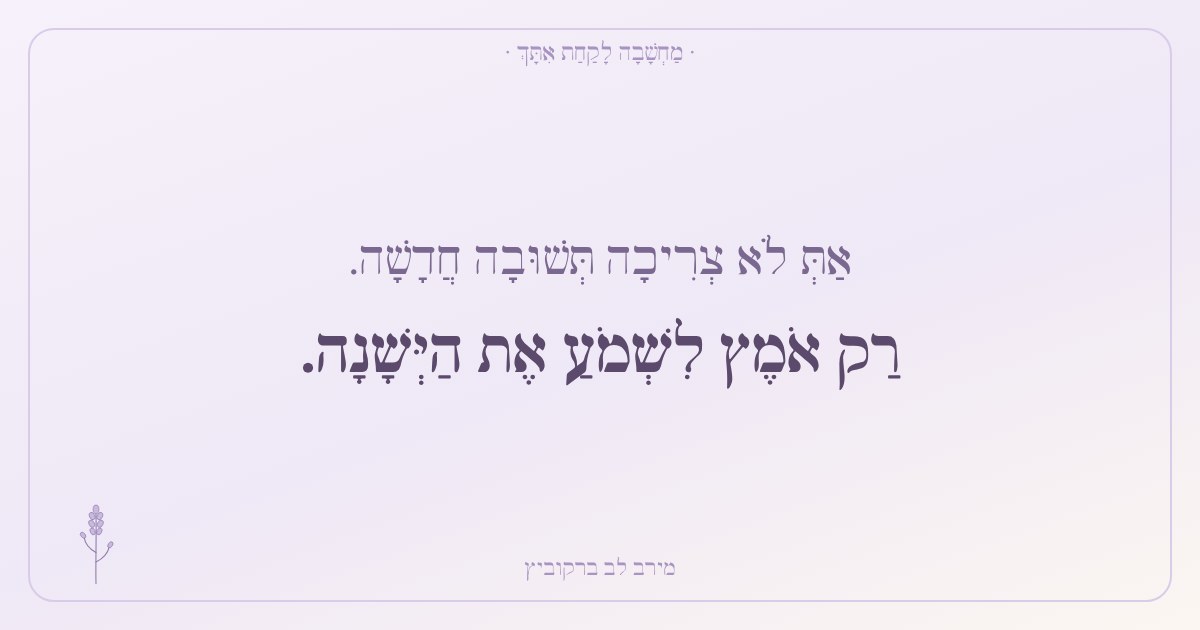 · מַחְשָׁבָה לָקַחַת אִתָּךְ ·
אַתְּ לֹא צְרִיכָה תְּשׁוּבָה חֲדָשָׁה.
רַק אֹמֶץ לִשְׁמֹעַ אֶת הַיְּשָׁנָה.
מירב לב ברקוביץ